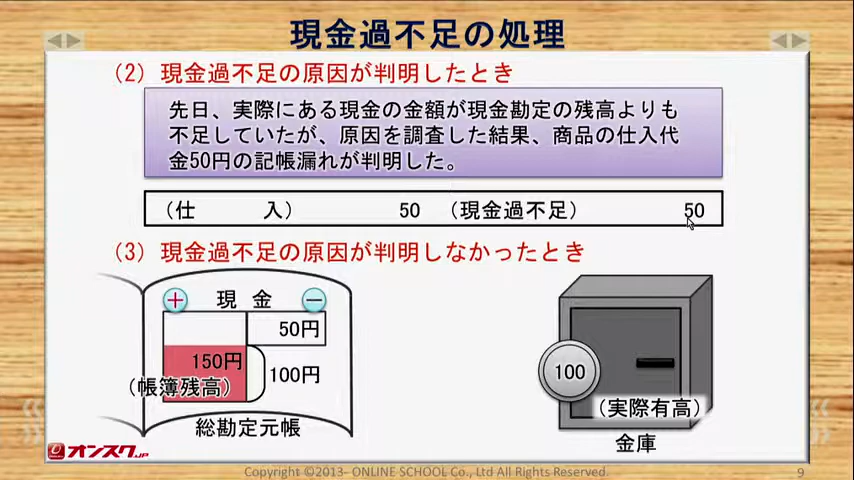 現金過不足の処理
（2）現金過不足の原因が判明したとき
先日、実際にある現金の金額が現金勘定の残高よりも
不足していたが、原因を調査した結果、商品の仕入代
金50円の記帳漏れが判明した。
（仕　　　入）　　　50　（現金過不足）　　　50
（3）現金過不足の原因が判明しなかったとき
＋ 現 金 －
50円
150円
（帳簿残高）
100円
総勘定元帳
100
（実際有高）
金庫
オンスク.JP
Copyright ©2013- ONLINE SCHOOL Co., Ltd All Rights Reserved.
9